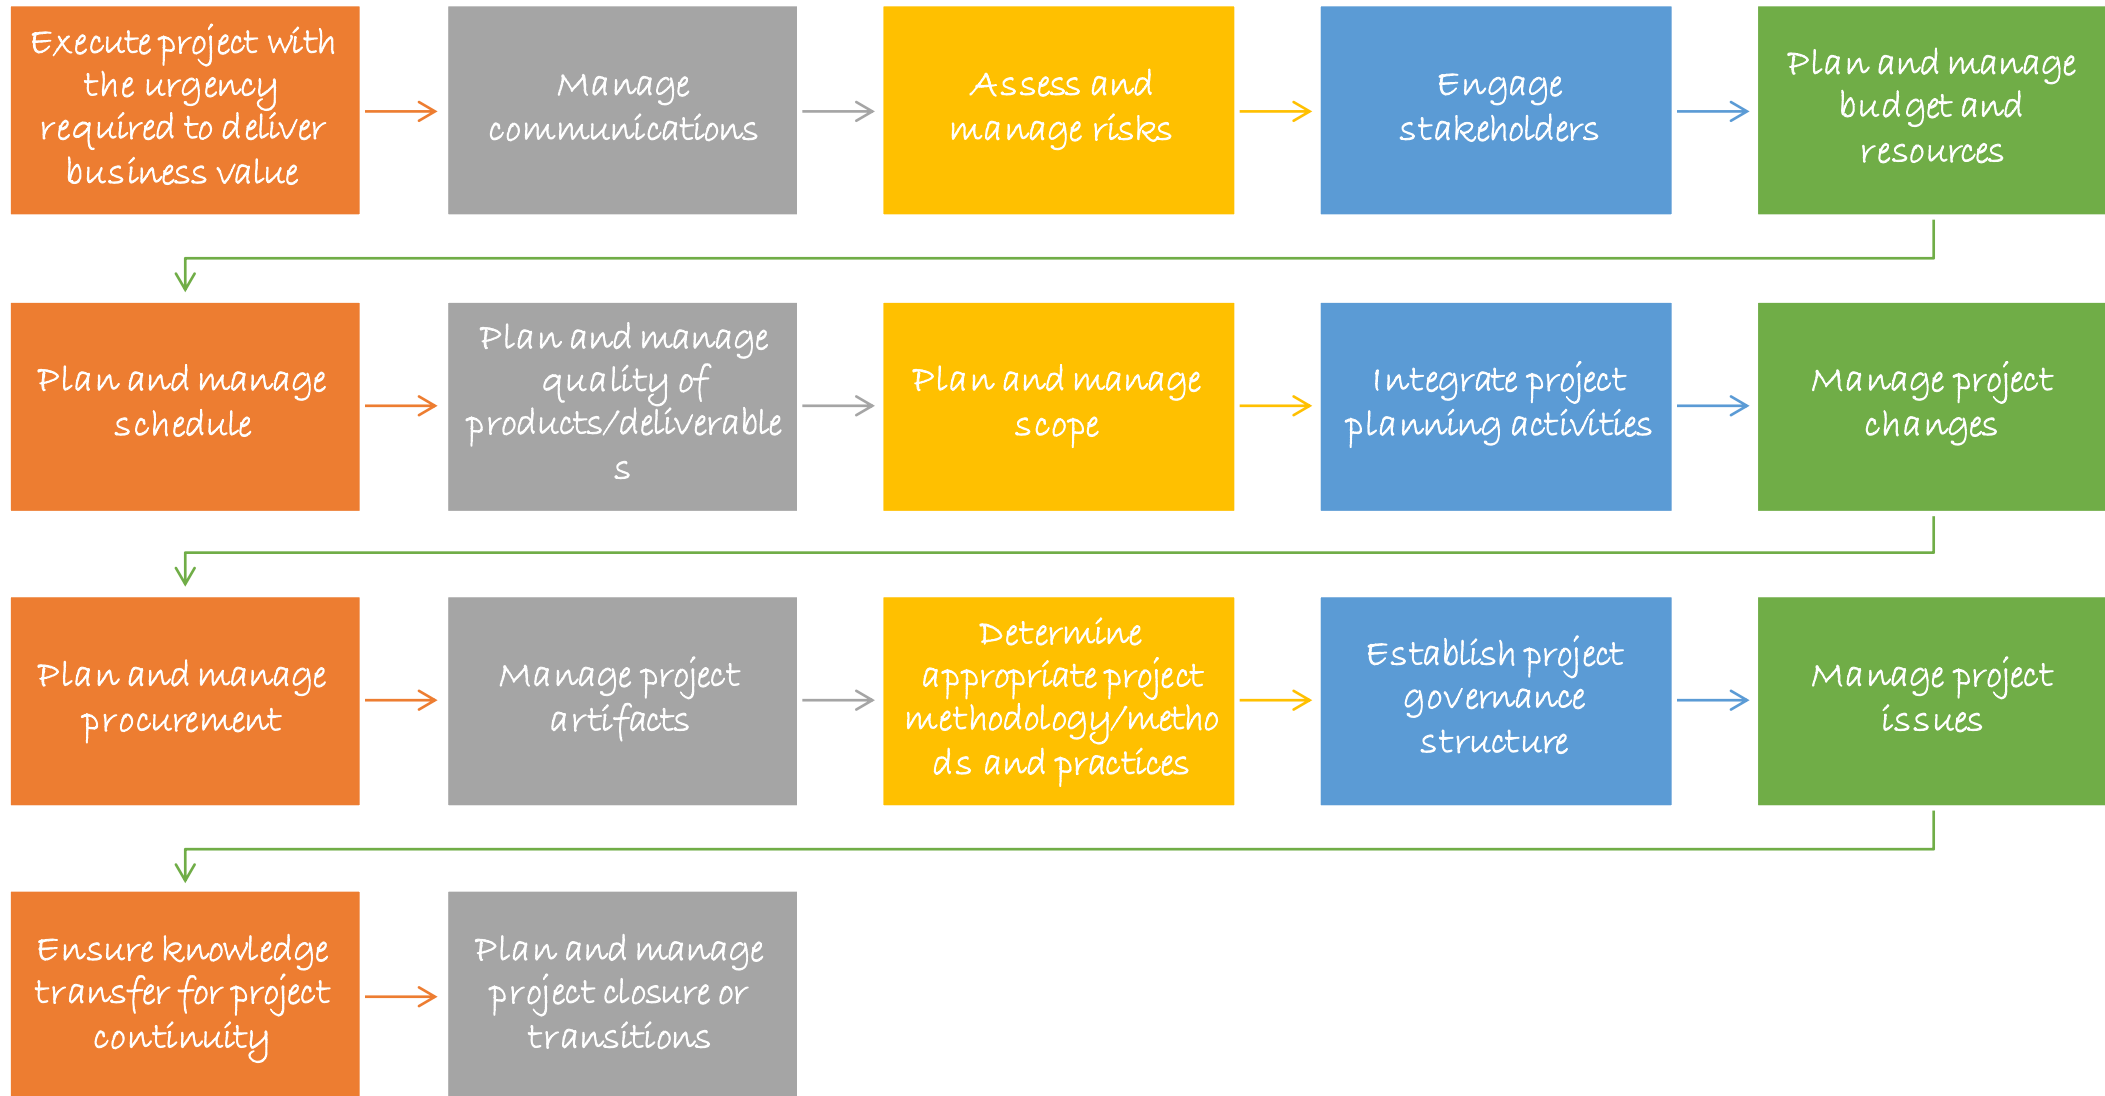 Execute project with
the urgency
required to deliver
business value
Manage
communications
Assess and
manage risks
Engage
stakeholders
Plan and manage
budget and
resources
Plan and manage
schedule
Plan and manage
quality of
products/deliverable
s
Plan and manage
scope
Integrate project
planning activities
Manage project
changes
Plan and manage
procurement
Manage project
artifacts
Determine
appropriate project
methodology/metho
ds and practices
Establish project
governance
structure
Manage project
issues
Ensure knowledge
transfer for project
continuity
Plan and manage
project closure or
transitions